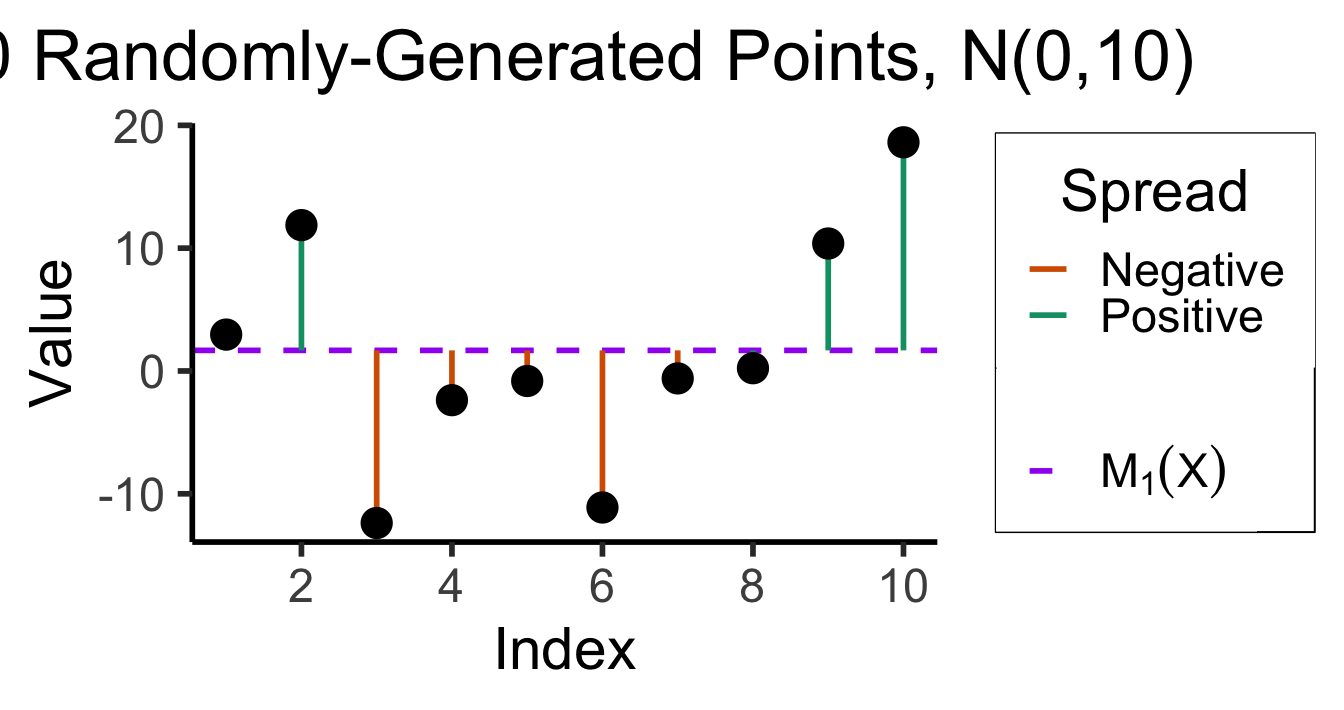 0 Randomly-Generated Points, N(0,10)
20
10
0
-10
Value
2 4 6 8 10
Index
Spread
Negative
Positive
M₁(X)